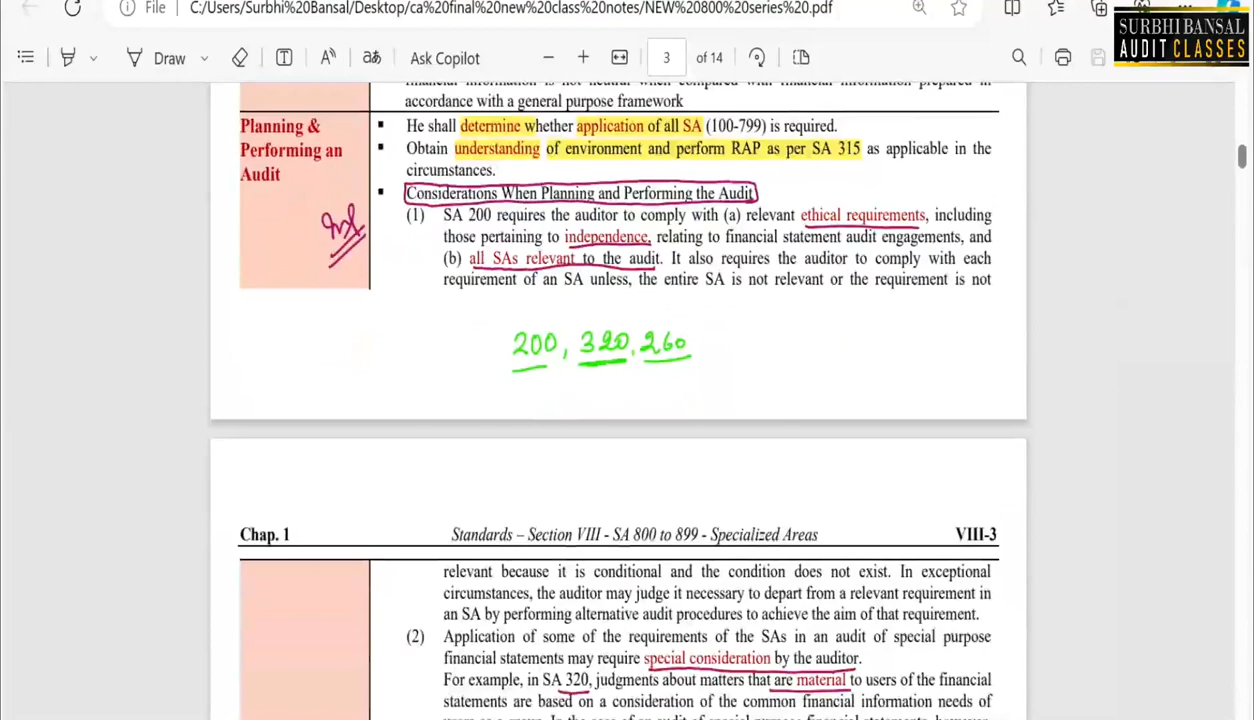 File
C:/Users/Surbhi%20Bansal/Desktop/ca%20final%20new%20class%20notes/NEW%20800%20series%20.pdf
SURBHI BANSAL
AUDIT CLASSES
Draw
Ask Copilot
3
of 14
accordance with a general purpose framework
Planning &
Performing an
Audit
Imp
▪ He shall determine whether application of all SA (100-799) is required.
▪ Obtain understanding of environment and perform RAP as per SA 315 as applicable in the
circumstances.
▪ Considerations When Planning and Performing the Audit
(1) SA 200 requires the auditor to comply with (a) relevant ethical requirements, including
those pertaining to independence, relating to financial statement audit engagements, and
(b) all SAs relevant to the audit. It also requires the auditor to comply with each
requirement of an SA unless, the entire SA is not relevant or the requirement is not
200, 320, 260
Chap. 1
Standards – Section VIII - SA 800 to 899 - Specialized Areas
VIII-3
relevant because it is conditional and the condition does not exist. In exceptional
circumstances, the auditor may judge it necessary to depart from a relevant requirement in
an SA by performing alternative audit procedures to achieve the aim of that requirement.
(2) Application of some of the requirements of the SAs in an audit of special purpose
financial statements may require special consideration by the auditor.
For example, in SA 320, judgments about matters that are material to users of the financial
statements are based on a consideration of the common financial information needs of